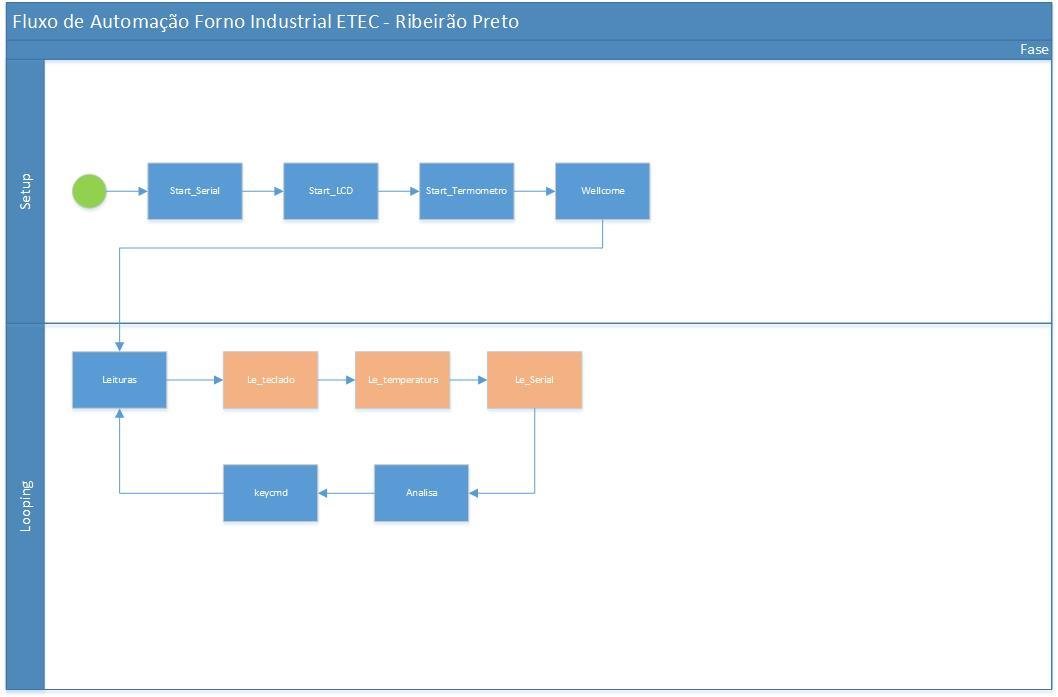 Fluxo de Automação Forno Industrial ETEC - Ribeirão Preto
Fase
Setup
Start_Serial
Start_LCD
Start_Termometro
Wellcome
Looping
Leituras
Le_teclado
Le_temperatura
Le_Serial
keycmd
Analisa